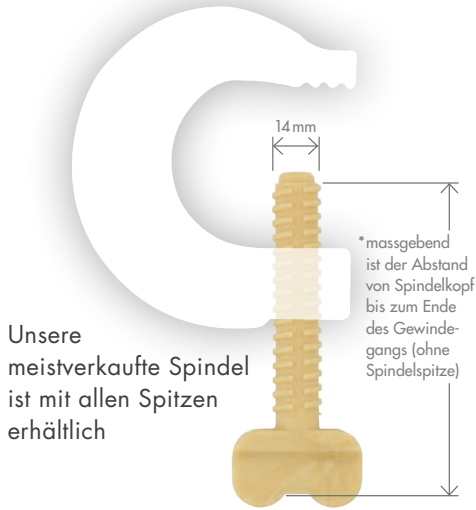 14 mm
*massgebend
ist der Abstand
von Spindelkopf
bis zum Ende
des Gewinde-
gangs (ohne
Spindelspitze)
Unsere
meistverkaufte Spindel
ist mit allen Spitzen
erhältlich